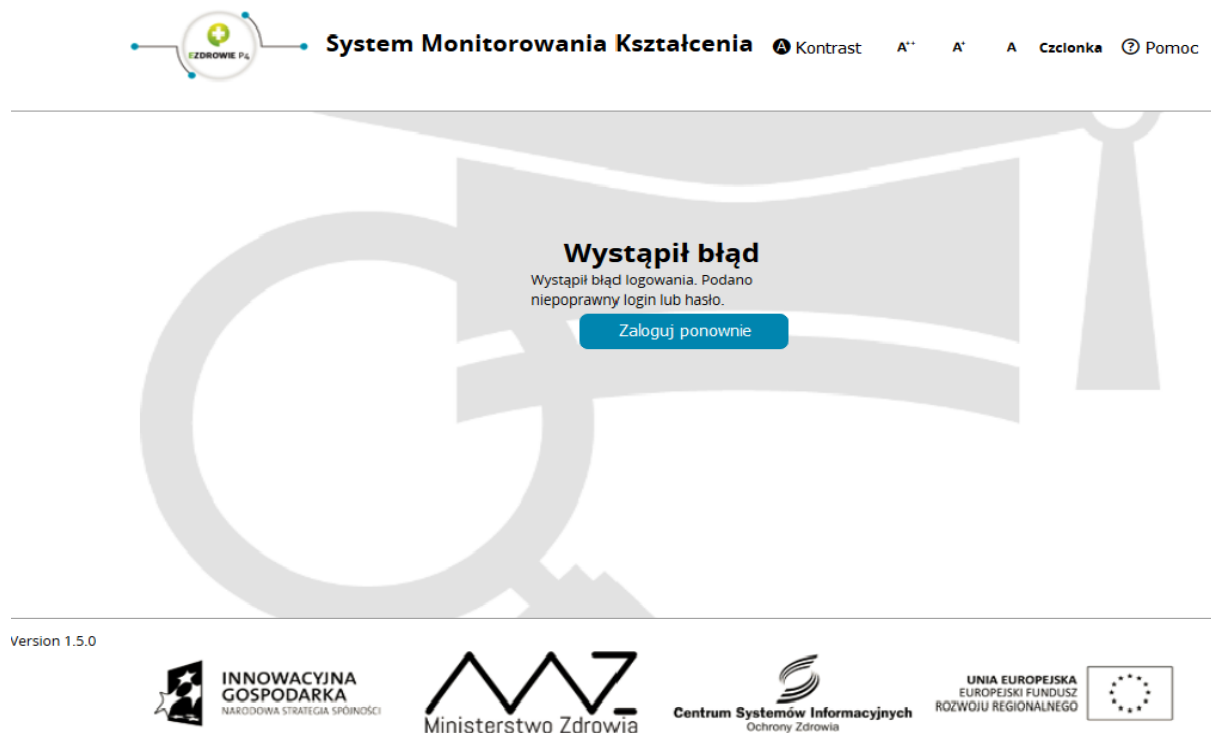 EZDROWIE P4
System Monitorowania Kształcenia
A Kontrast
A++ A+ A Czcionka
? Pomoc
Wystąpił błąd
Wystąpił błąd logowania. Podano
niepoprawny login lub hasło.
Zaloguj ponownie
Version 1.5.0
INNOWACYJNA
GOSPODARKA
NARODOWA STRATEGIA SPÓJNOŚCI
Ministerstwo Zdrowia
Centrum Systemów Informacyjnych
Ochrony Zdrowia
UNIA EUROPEJSKA
EUROPEJSKI FUNDUSZ
ROZWOJU REGIONALNEGO